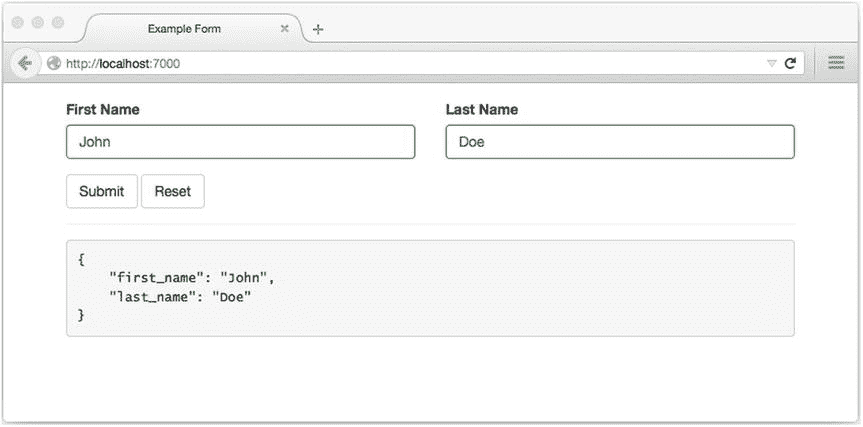 Example Form
http://localhost:7000
First Name Last Name
John Doe
Submit Reset
{
    "first_name": "John",
    "last_name": "Doe"
}